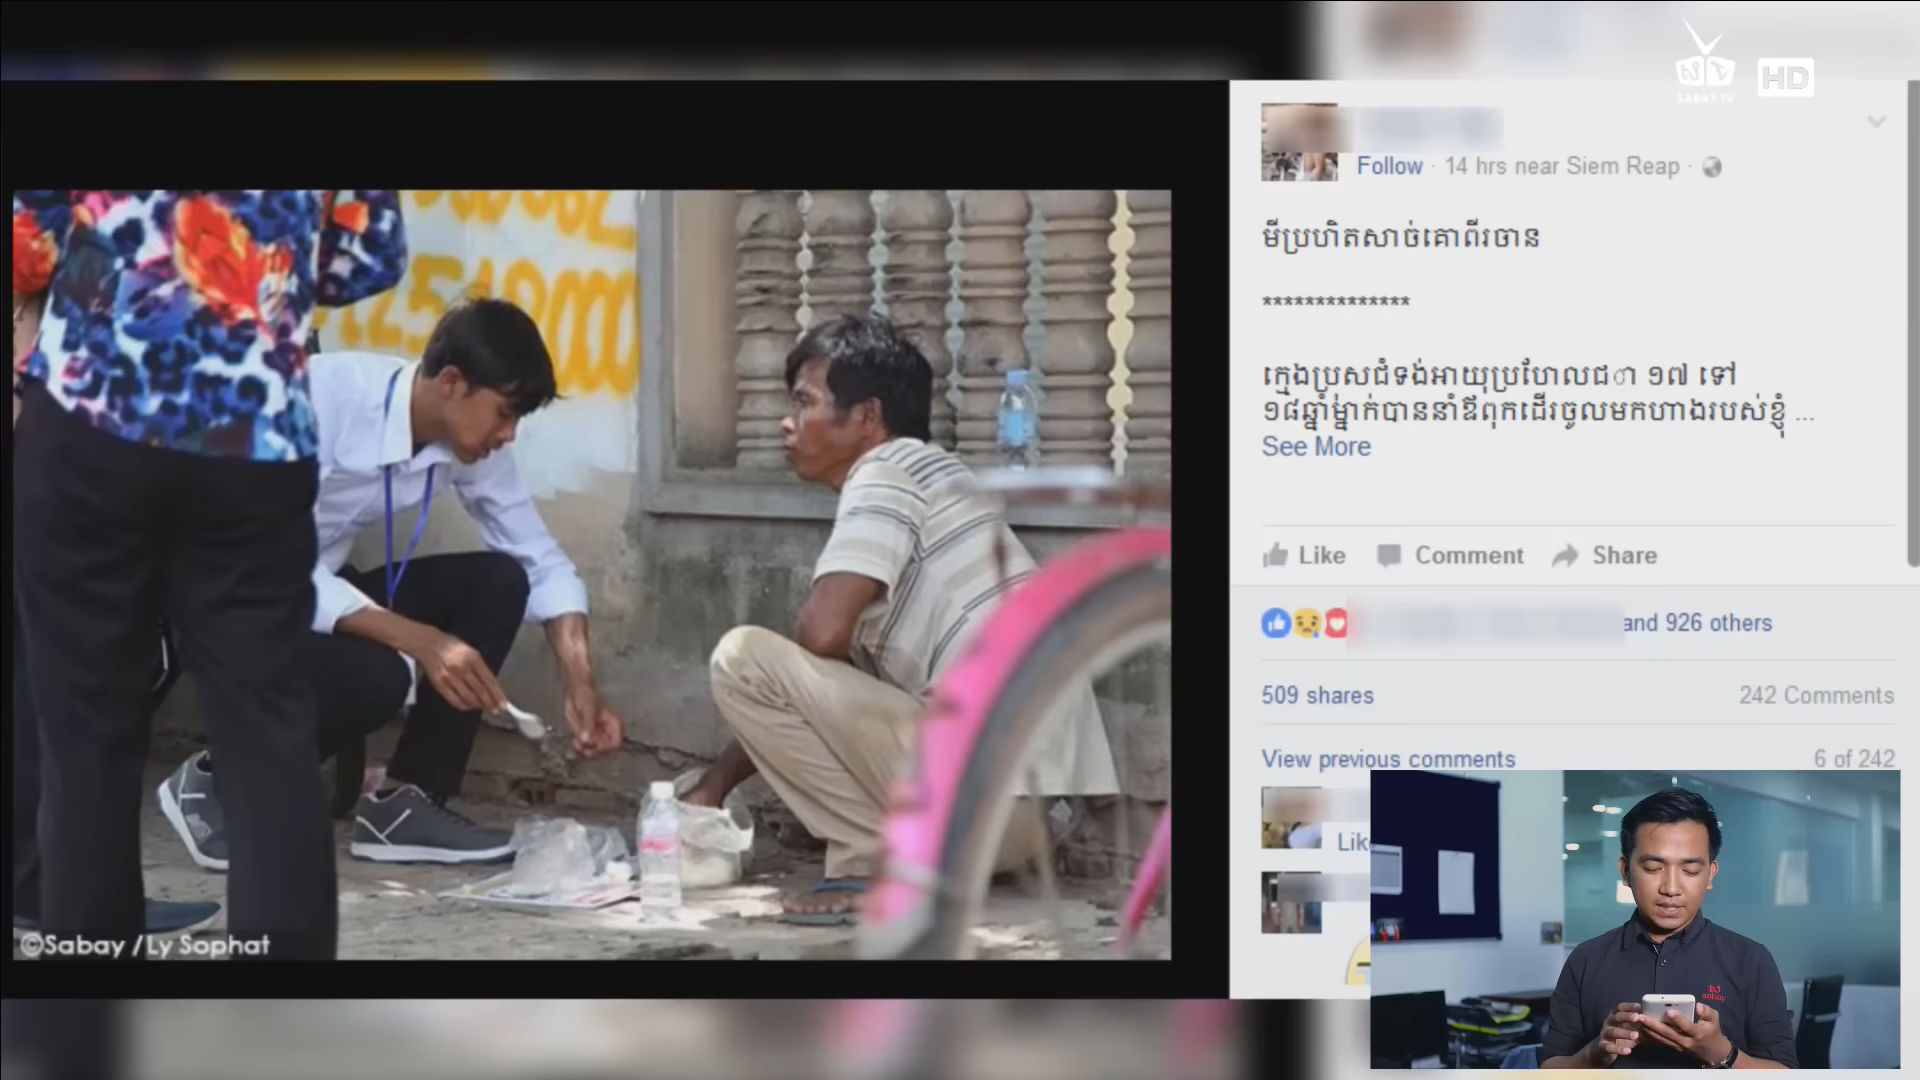 SABAY TV
HD
Follow · 14 hrs near Siem Reap ·
មីប្រហិតសាច់គោពីរចាន
**************
ក្មេងប្រុសជំទង់អាយុប្រហែលជា ១៧ ទៅ
១៨ឆ្នាំម្នាក់បាននាំឪពុកដើរចូលមកហាងរបស់ខ្ញុំ ...
See More
Like Comment Share
and 926 others
509 shares 242 Comments
View previous comments 6 of 242
Lik
sabay
©Sabay /Ly Sophat